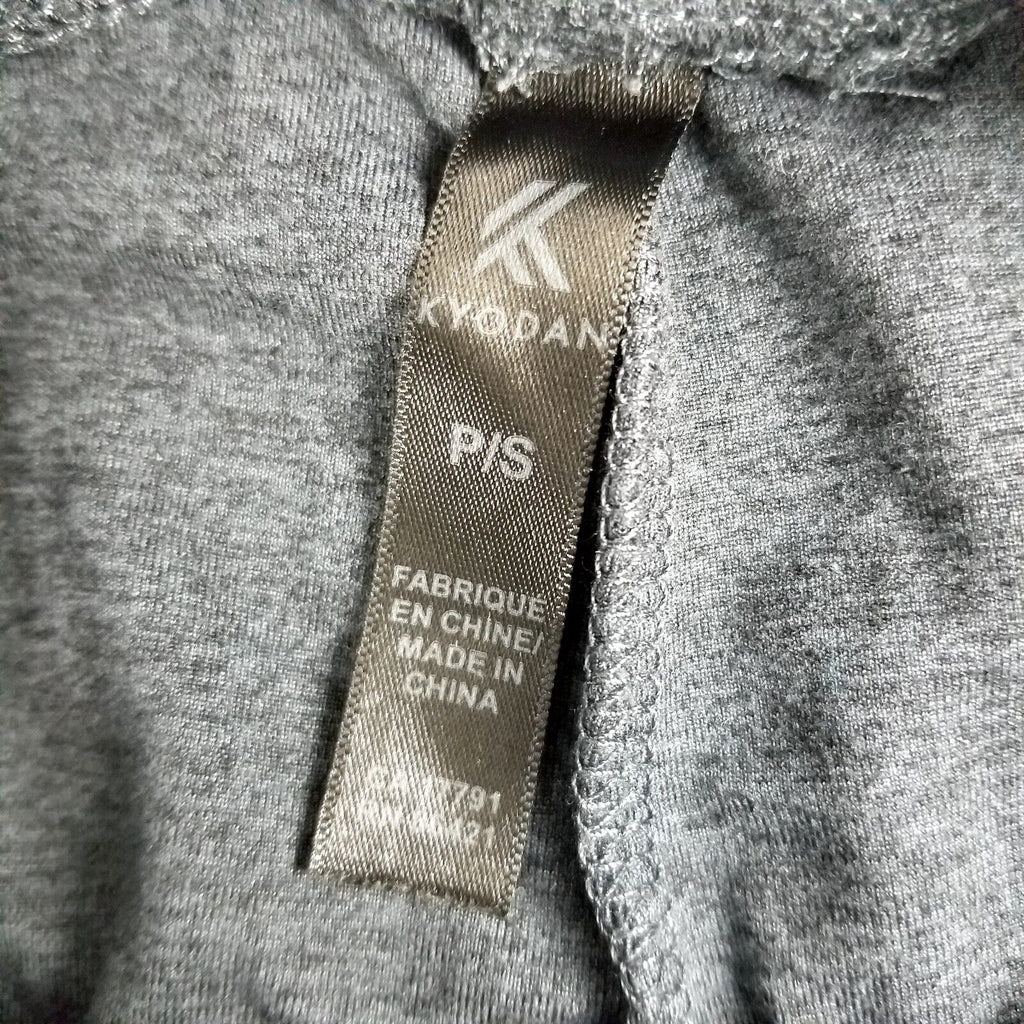 KYODAN
P/S
FABRIQUE
EN CHINE/
MADE IN
CHINA